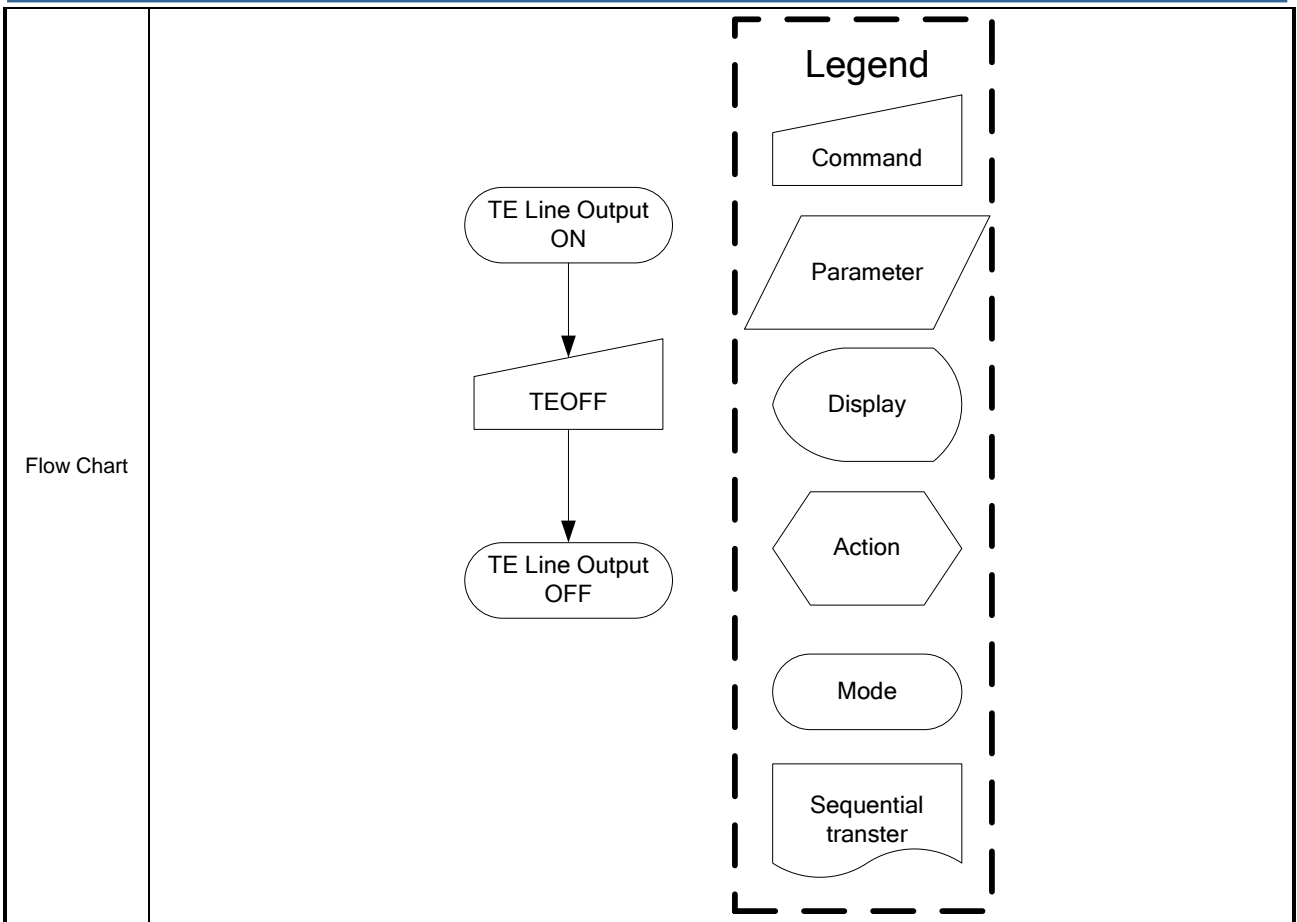 Flow Chart
TE Line Output
ON
TEOFF
TE Line Output
OFF
Legend
Command
Parameter
Display
Action
Mode
Sequential
transter